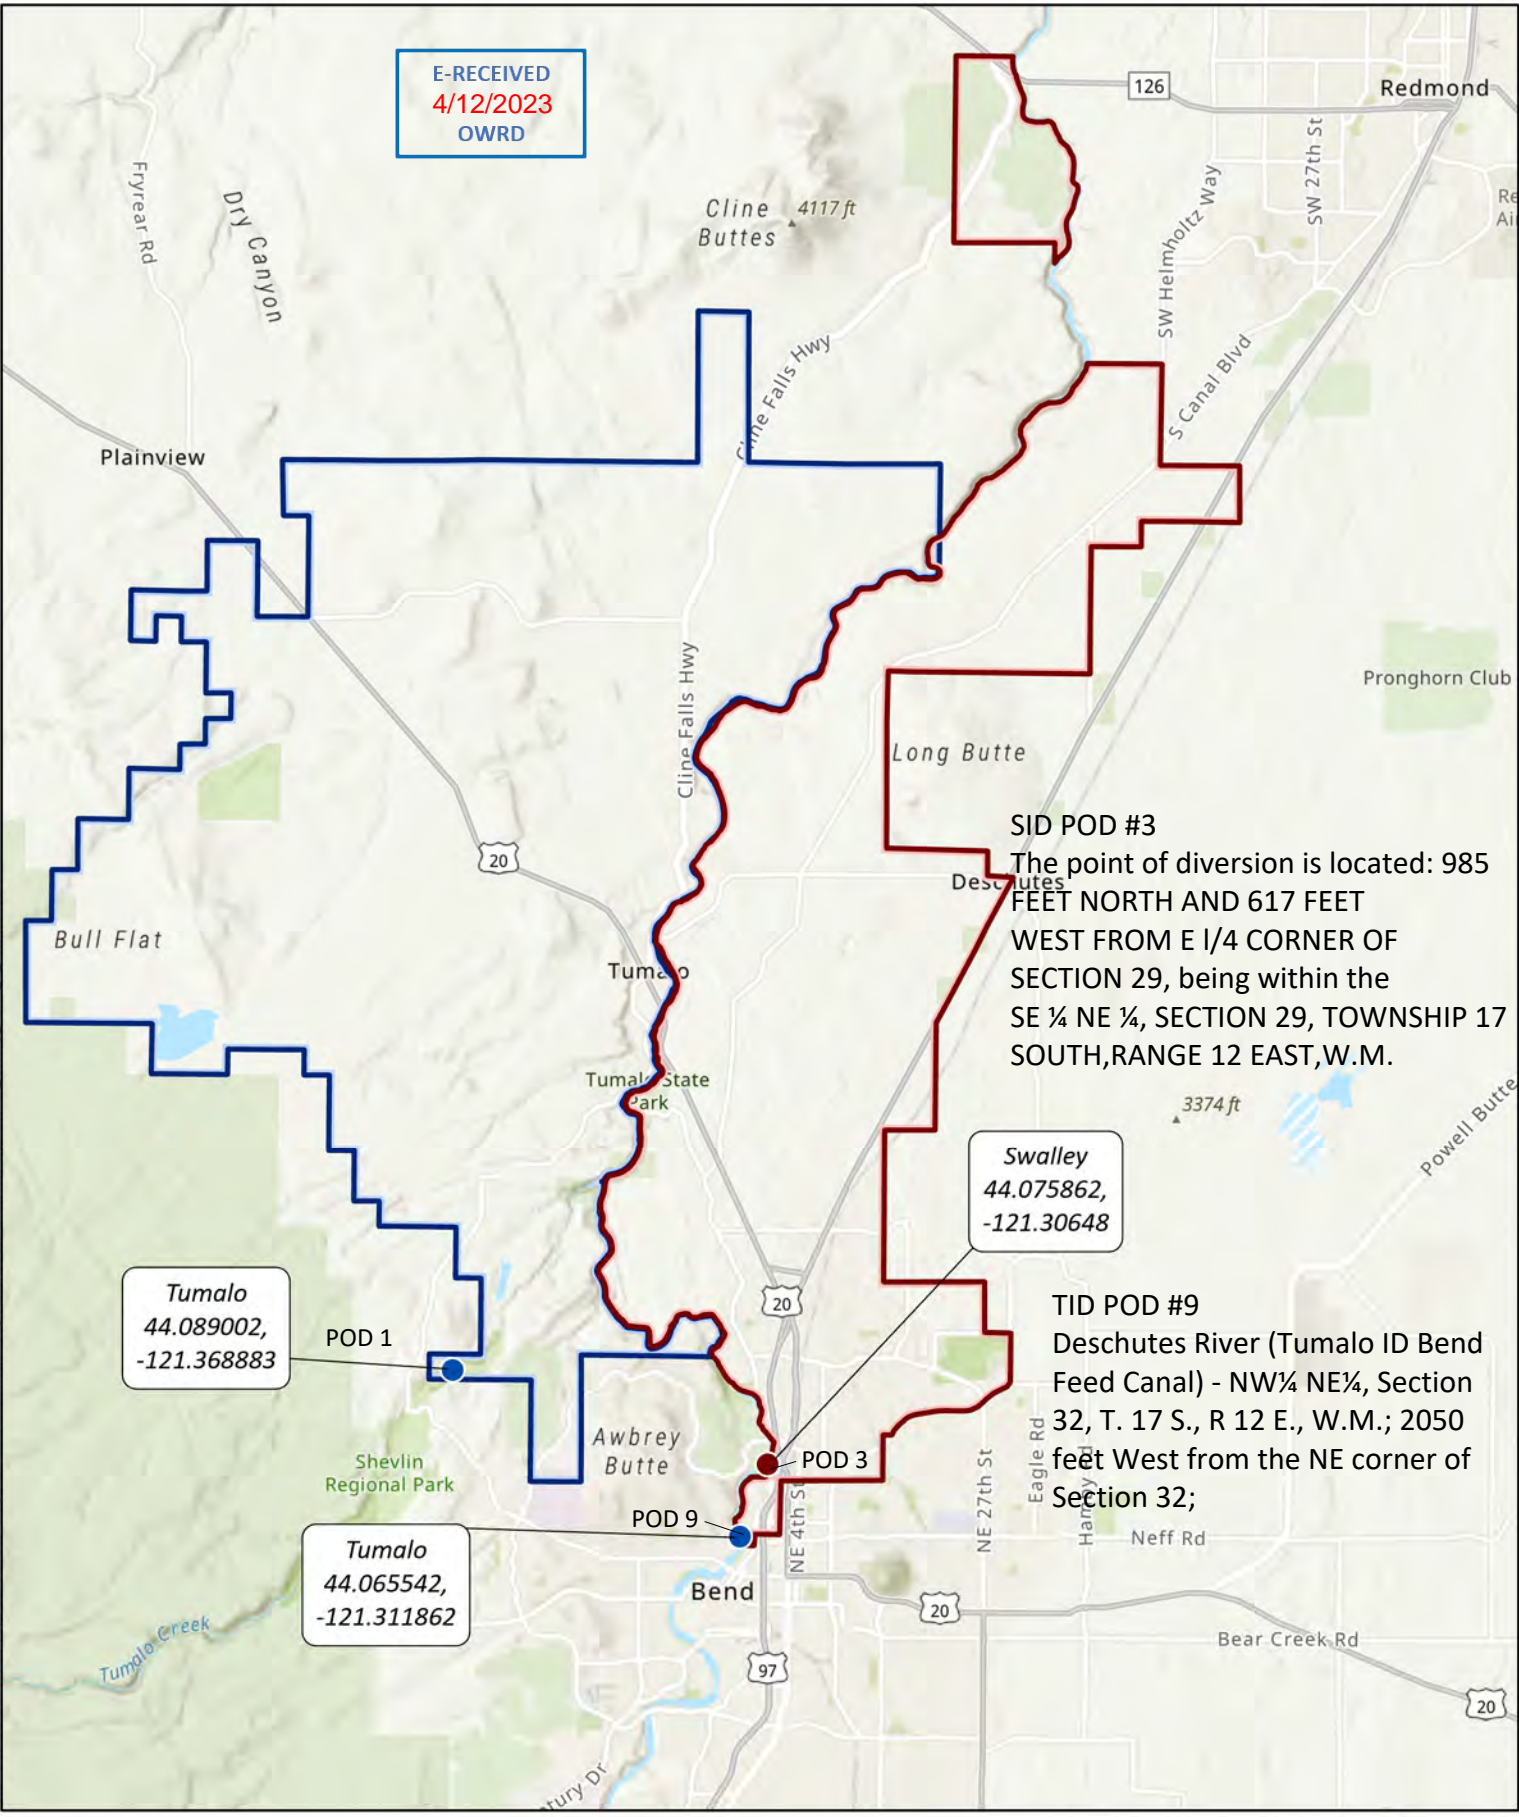 E-RECEIVED
4/12/2023
OWRD
126
Redmond
Fryrear Rd
Dry Canyon
Cline
Buttes
4117 ft
SW Helmholtz Way
SW 27th St
S Canal Blvd
Cline Falls Hwy
Plainview
Cline Falls Hwy
Pronghorn Club
Long Butte
20
Deschutes
SID POD #3
The point of diversion is located: 985
FEET NORTH AND 617 FEET
WEST FROM E l/4 CORNER OF
SECTION 29, being within the
SE ¼ NE ¼, SECTION 29, TOWNSHIP 17
SOUTH,RANGE 12 EAST,W.M.
Bull Flat
Tumalo
Tumalo State
Park
3374 ft
Powell Butte
Swalley
44.075862,
-121.30648
Tumalo
44.089002,
-121.368883
POD 1
20
TID POD #9
Deschutes River (Tumalo ID Bend
Feed Canal) - NW¼ NE¼, Section
32, T. 17 S., R 12 E., W.M.; 2050
feet West from the NE corner of
Section 32;
Awbrey
Butte
POD 3
Shevlin
Regional Park
POD 9
NE 4th St
NE 27th St
Eagle Rd
Neff Rd
Tumalo
44.065542,
-121.311862
Bend
20
Bear Creek Rd
Tumalo Creek
97
20